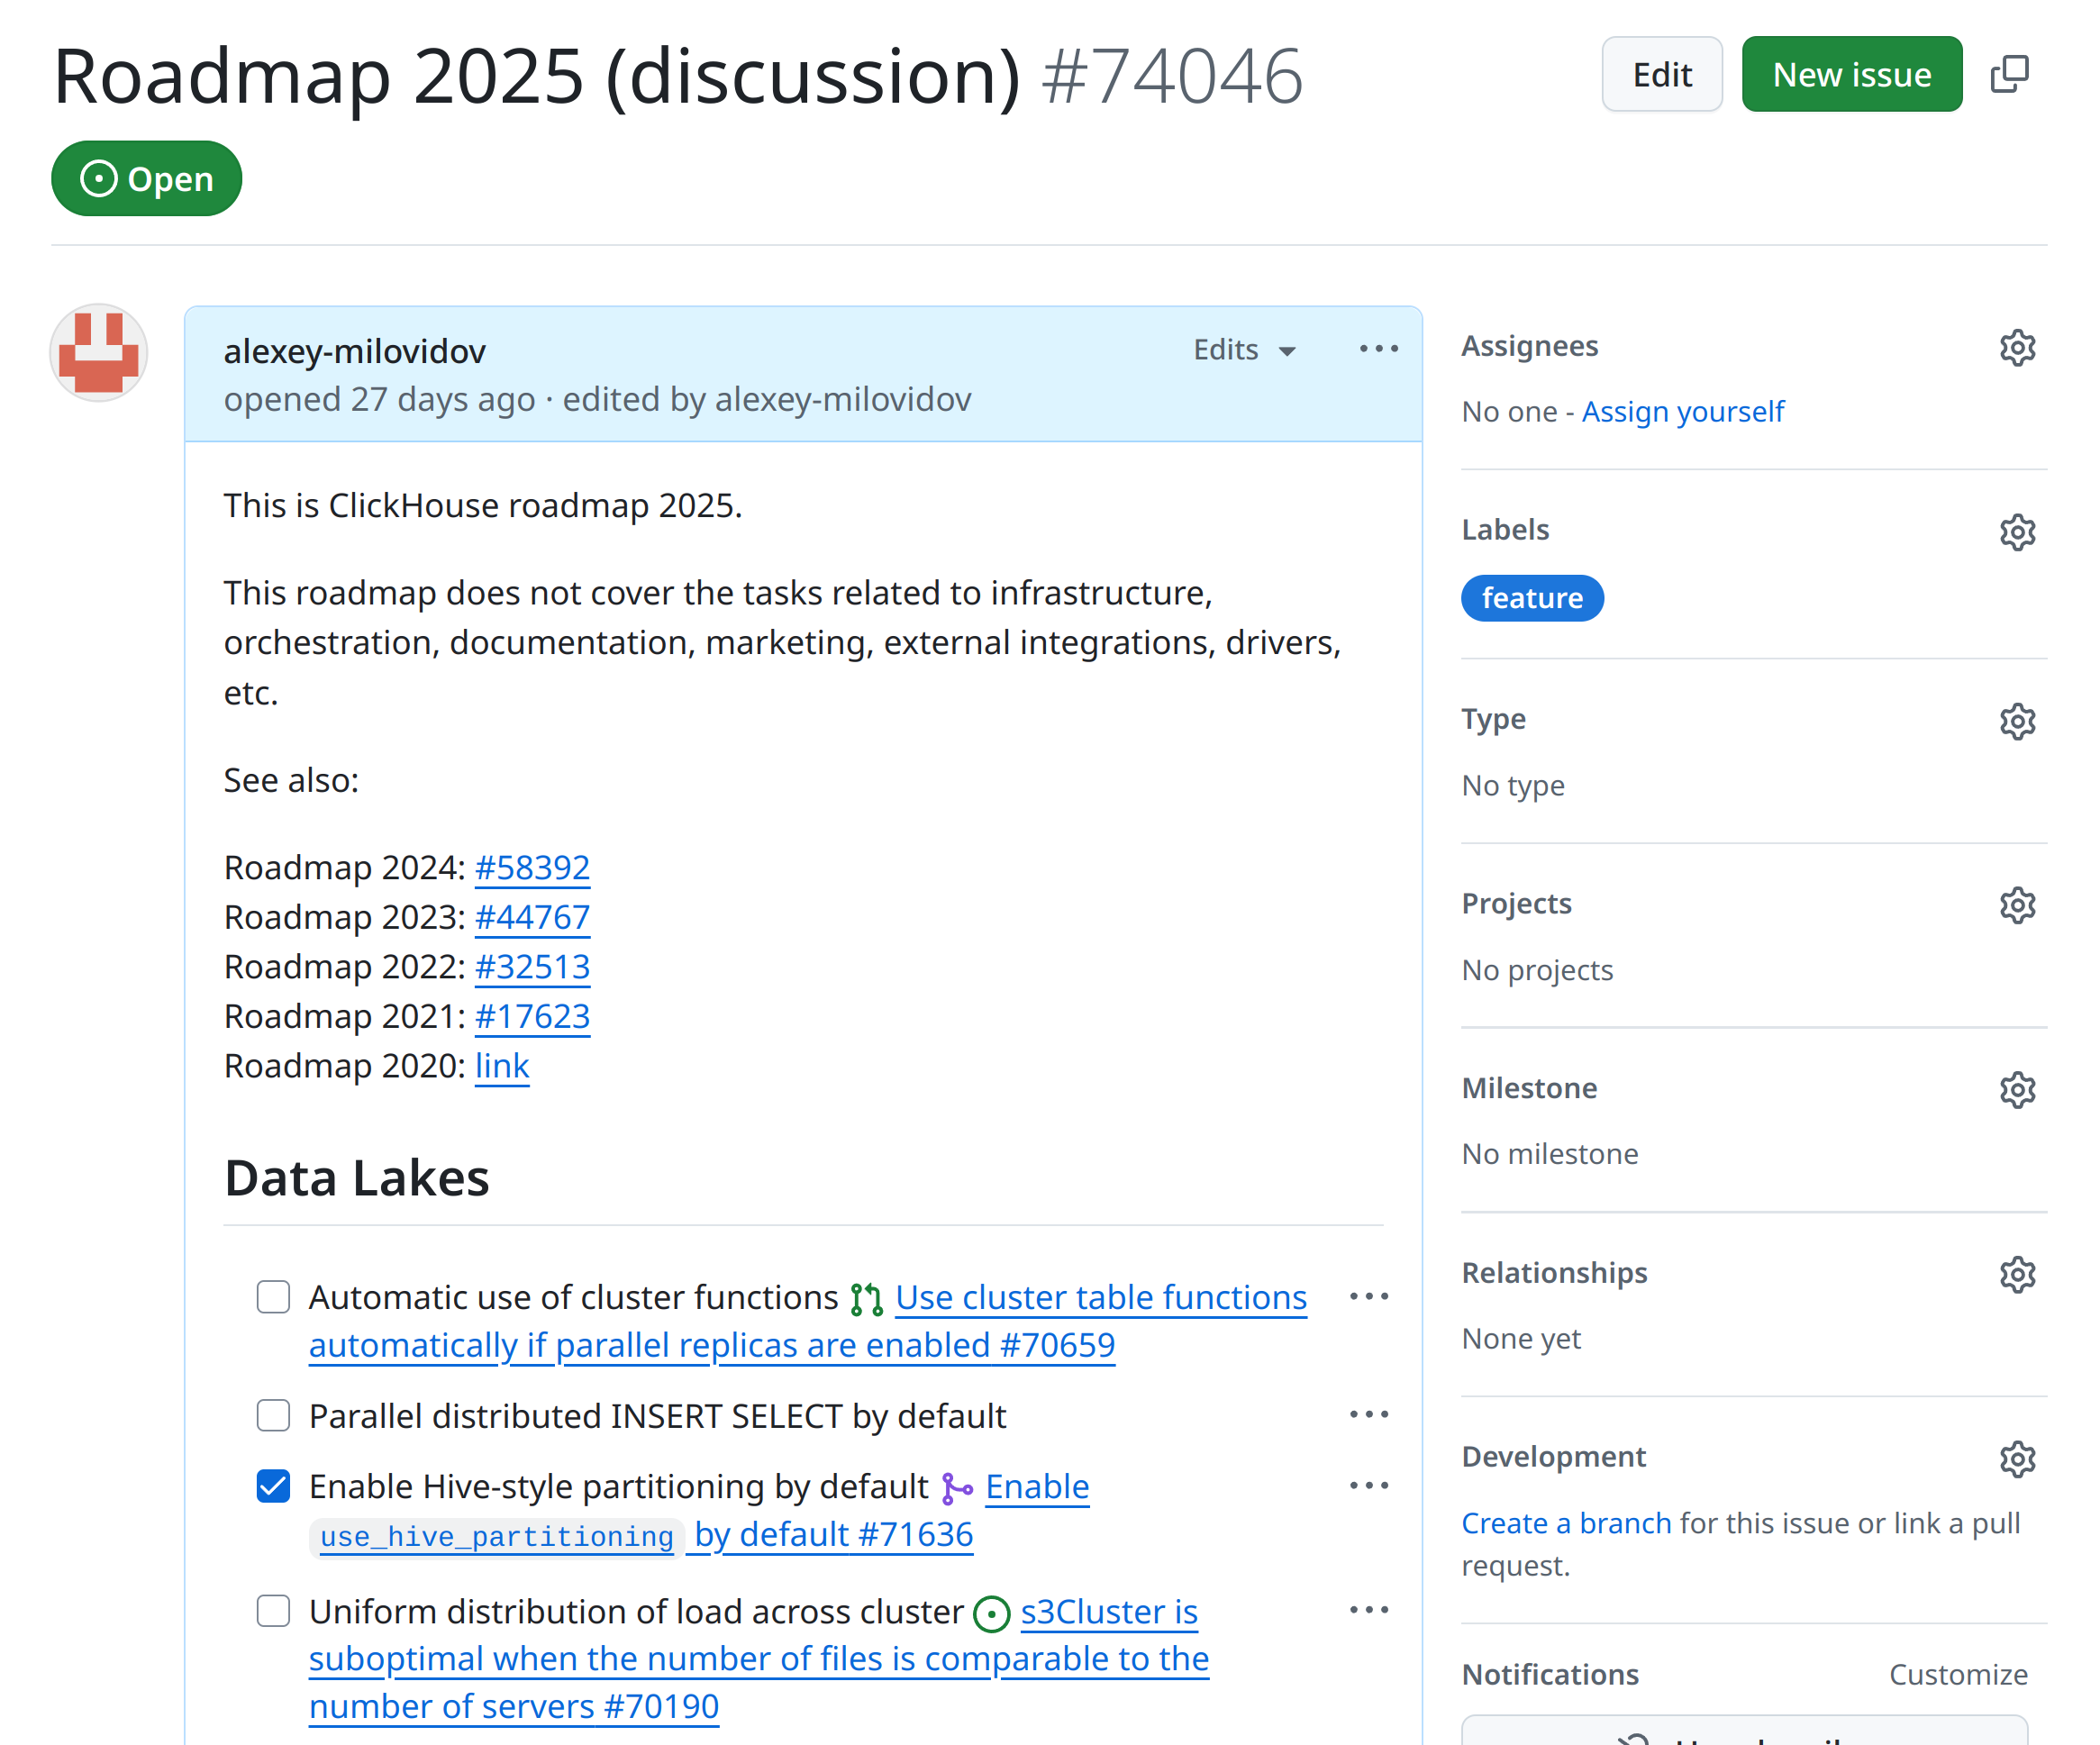 Roadmap 2025 (discussion) #74046
Edit
New issue
Open
alexey-milovidov
Edits
opened 27 days ago · edited by alexey-milovidov
This is ClickHouse roadmap 2025.
This roadmap does not cover the tasks related to infrastructure,
orchestration, documentation, marketing, external integrations, drivers,
etc.
See also:
Roadmap 2024: #58392
Roadmap 2023: #44767
Roadmap 2022: #32513
Roadmap 2021: #17623
Roadmap 2020: link
Data Lakes
Automatic use of cluster functions Use cluster table functions
automatically if parallel replicas are enabled #70659
Parallel distributed INSERT SELECT by default
Enable Hive-style partitioning by default Enable
use_hive_partitioning by default #71636
Uniform distribution of load across cluster s3Cluster is
suboptimal when the number of files is comparable to the
number of servers #70190
Assignees
No one - Assign yourself
Labels
feature
Type
No type
Projects
No projects
Milestone
No milestone
Relationships
None yet
Development
Create a branch for this issue or link a pull
request.
Notifications
Customize